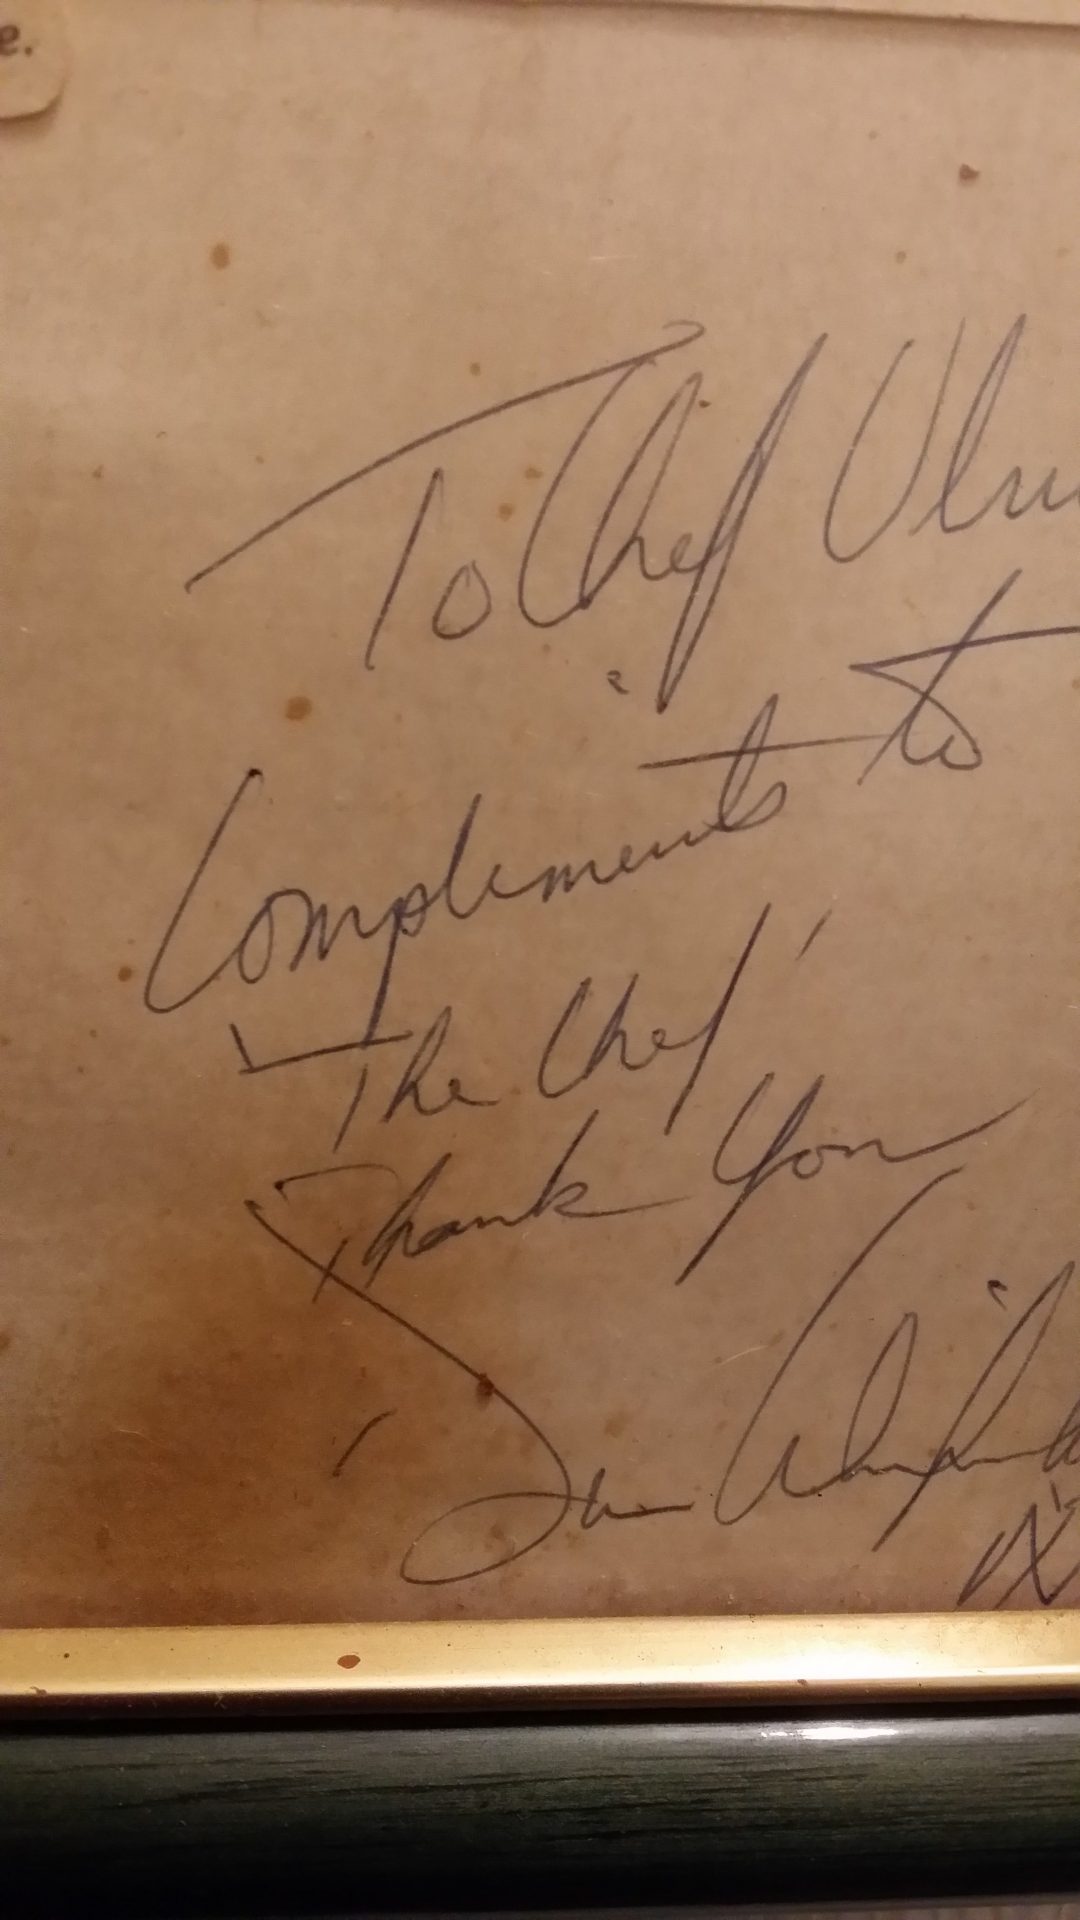 e.
To Chef
Compliments to
The Chef
Thank You